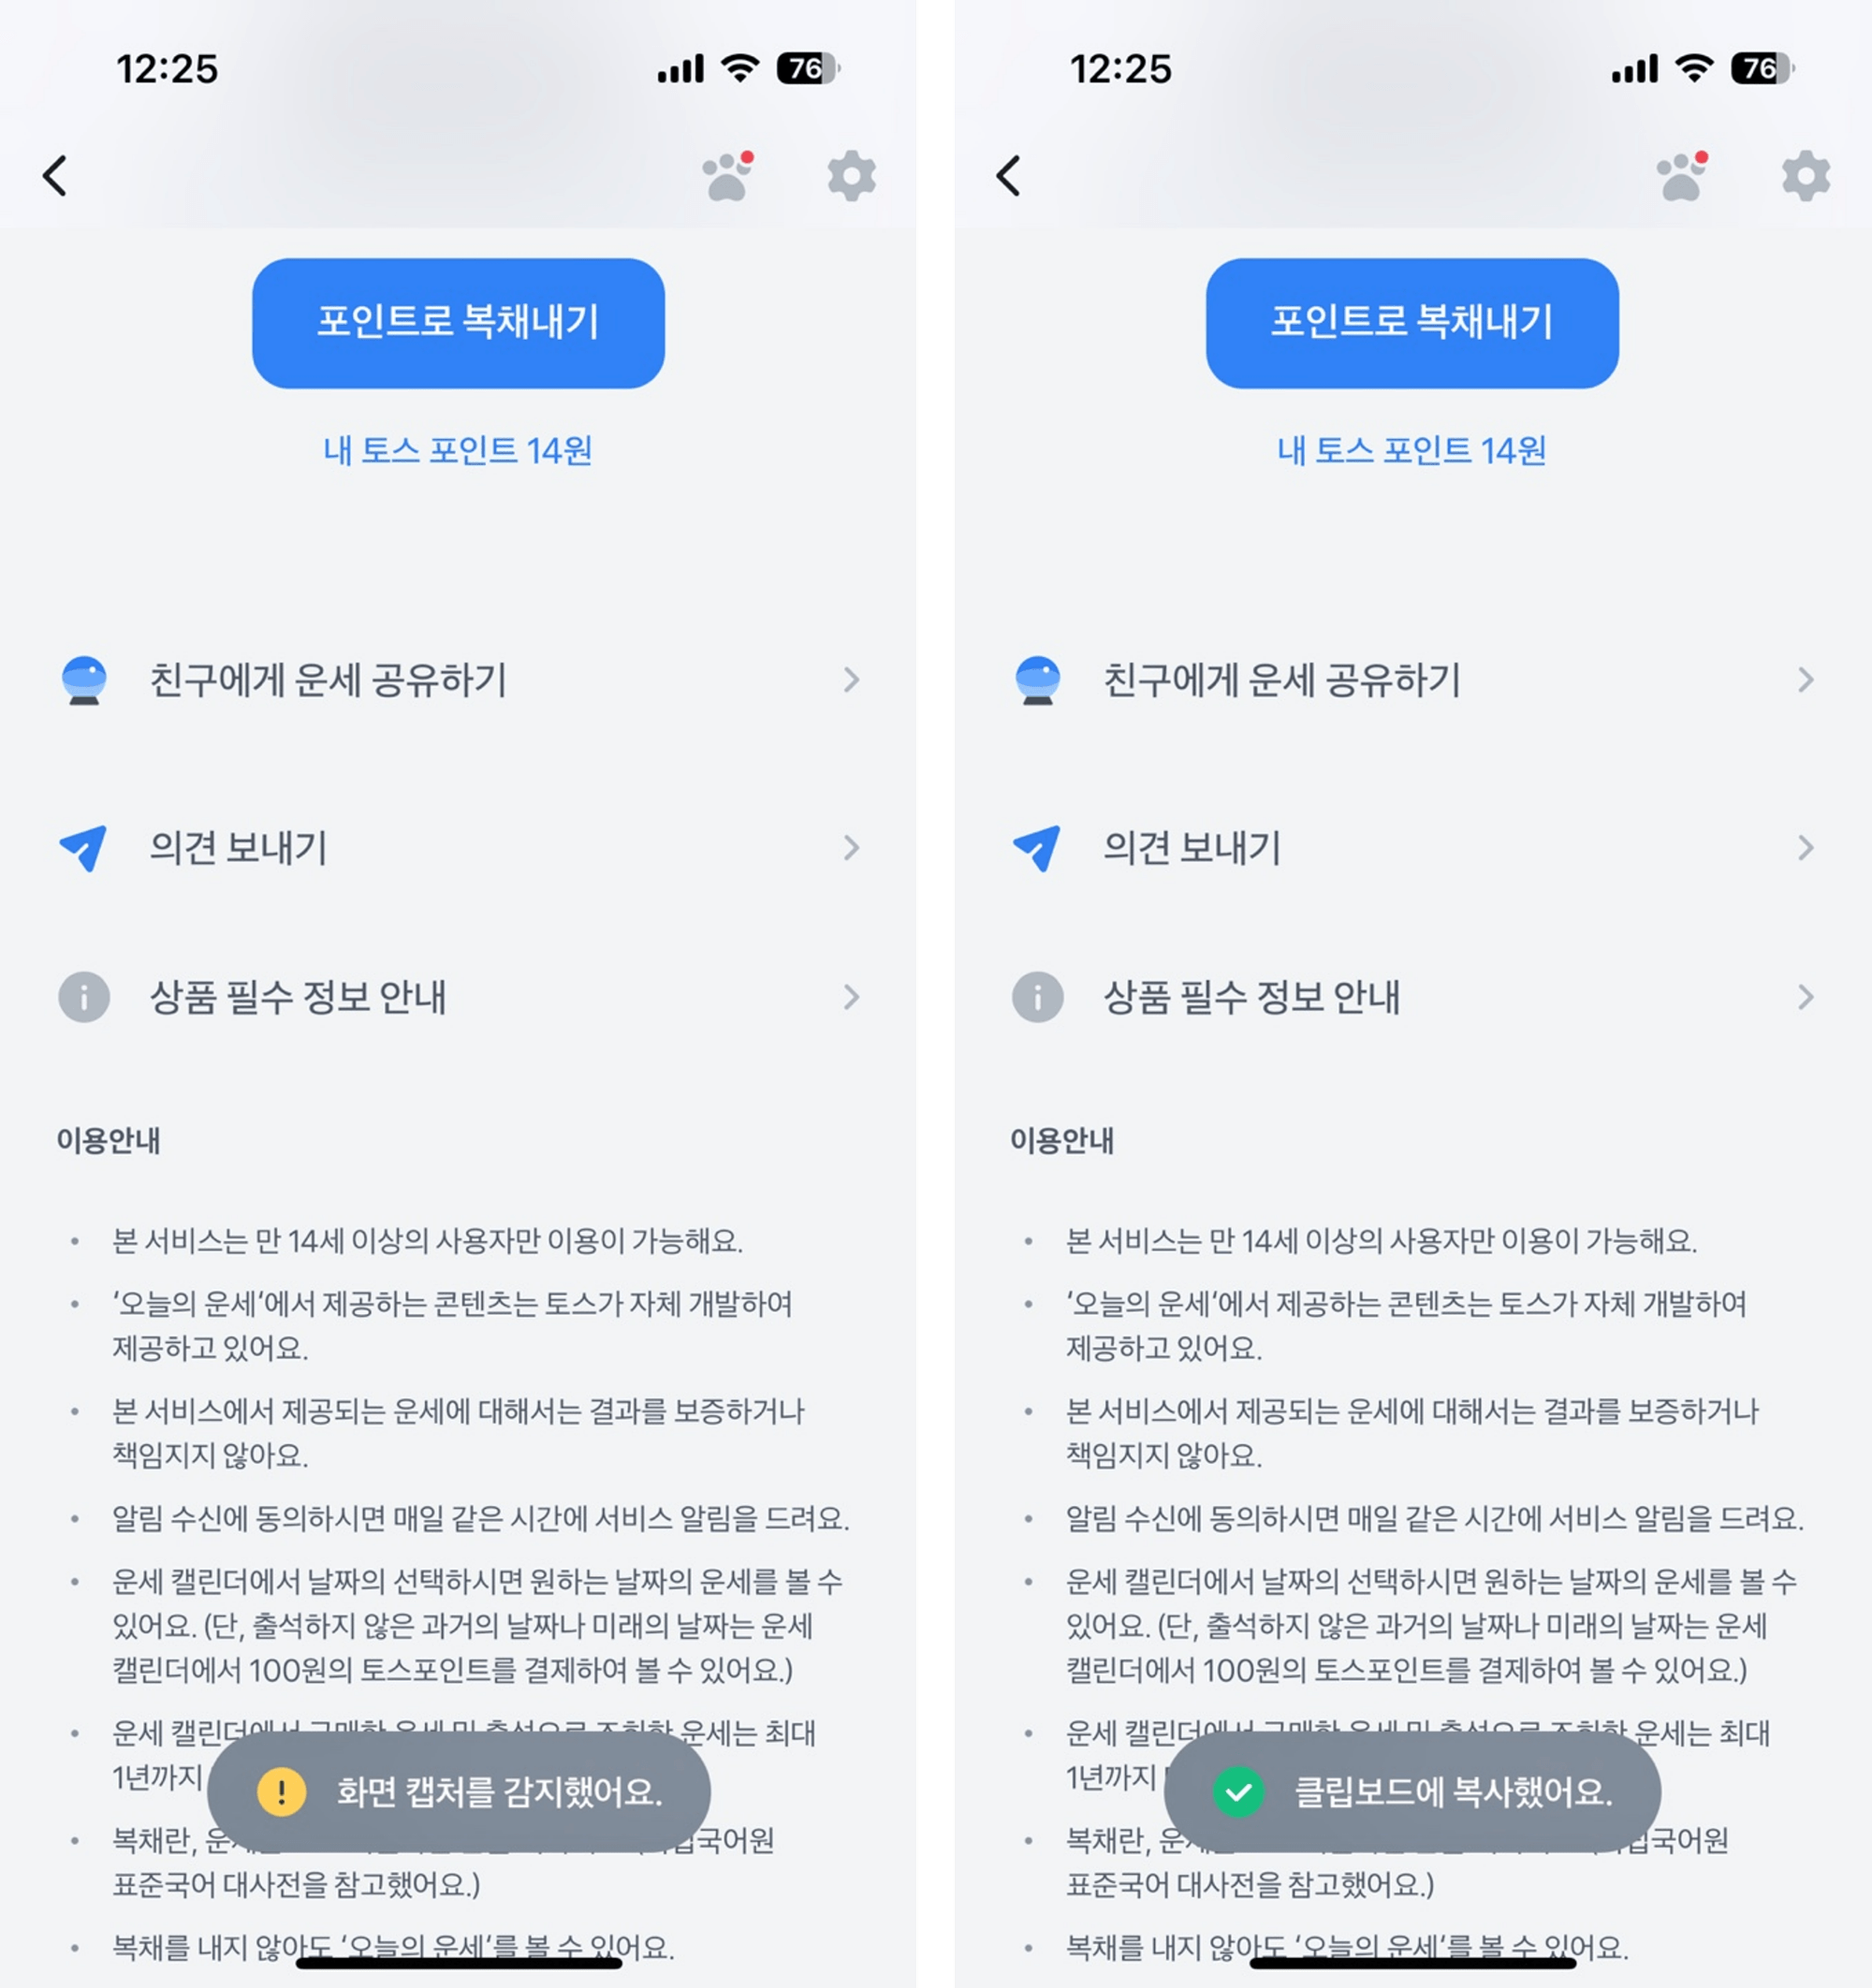 12:25
76
포인트로 복채내기
내 토스 포인트 14원
친구에게 운세 공유하기
의견 보내기
상품 필수 정보 안내
이용안내
• 본 서비스는 만 14세 이상의 사용자만 이용이 가능해요.
• ‘오늘의 운세‘에서 제공하는 콘텐츠는 토스가 자체 개발하여
제공하고 있어요.
• 본 서비스에서 제공되는 운세에 대해서는 결과를 보증하거나
책임지지 않아요.
• 알림 수신에 동의하시면 매일 같은 시간에 서비스 알림을 드려요.
• 운세 캘린더에서 날짜의 선택하시면 원하는 날짜의 운세를 볼 수
있어요. (단, 출석하지 않은 과거의 날짜나 미래의 날짜는 운세
캘린더에서 100원의 토스포인트를 결제하여 볼 수 있어요.)
• 운세 캘린더에서 구매한 운세 및 출석으로 조회한 운세는 최대
1년까지
화면 캡처를 감지했어요.
• 복채란,
표준국어 대사전을 참고했어요.)
• 복채를 내지 않아도 ‘오늘의 운세‘를 볼 수 있어요.
12:25
76
포인트로 복채내기
내 토스 포인트 14원
친구에게 운세 공유하기
의견 보내기
상품 필수 정보 안내
이용안내
• 본 서비스는 만 14세 이상의 사용자만 이용이 가능해요.
• ‘오늘의 운세‘에서 제공하는 콘텐츠는 토스가 자체 개발하여
제공하고 있어요.
• 본 서비스에서 제공되는 운세에 대해서는 결과를 보증하거나
책임지지 않아요.
• 알림 수신에 동의하시면 매일 같은 시간에 서비스 알림을 드려요.
• 운세 캘린더에서 날짜의 선택하시면 원하는 날짜의 운세를 볼 수
있어요. (단, 출석하지 않은 과거의 날짜나 미래의 날짜는 운세
캘린더에서 100원의 토스포인트를 결제하여 볼 수 있어요.)
• 운세 캘린더에서 구매한 운세 및 출석으로 조회한 운세는 최대
1년까지
클립보드에 복사했어요.
• 복채란,
표준국어 대사전을 참고했어요.)
• 복채를 내지 않아도 ‘오늘의 운세‘를 볼 수 있어요.